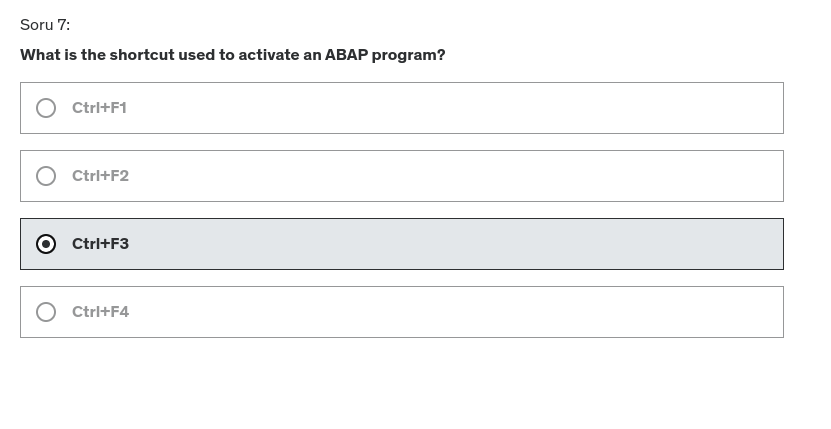 Soru 7:
What is the shortcut used to activate an ABAP program?
Ctrl+F1
Ctrl+F2
Ctrl+F3
Ctrl+F4